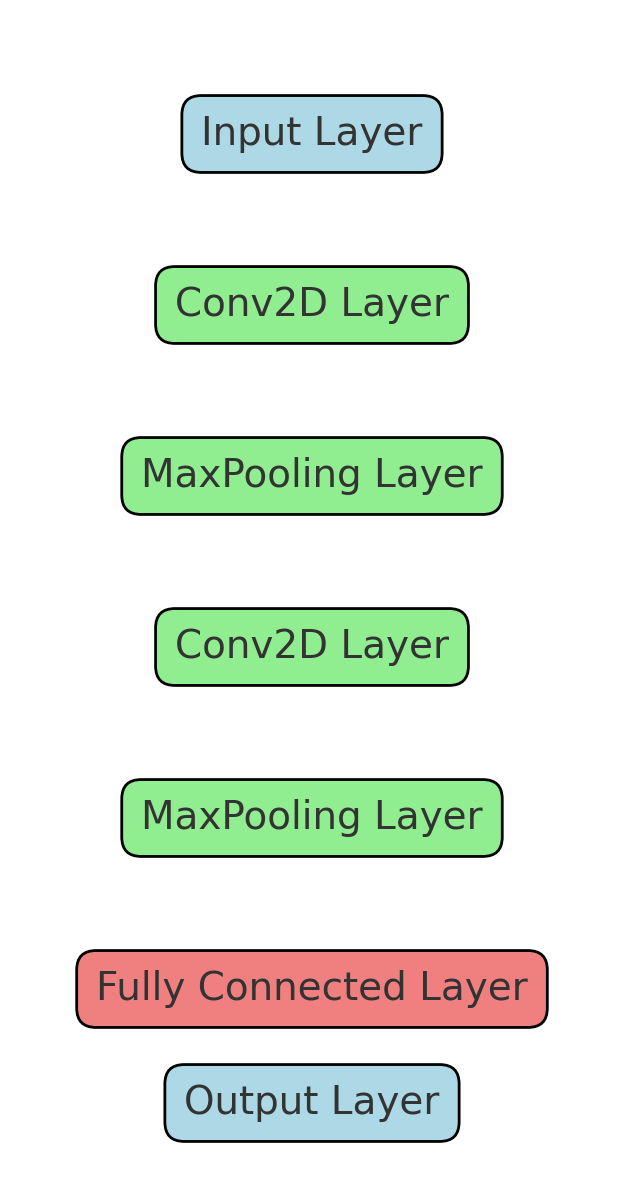 Input Layer
Conv2D Layer
MaxPooling Layer
Conv2D Layer
MaxPooling Layer
Fully Connected Layer
Output Layer